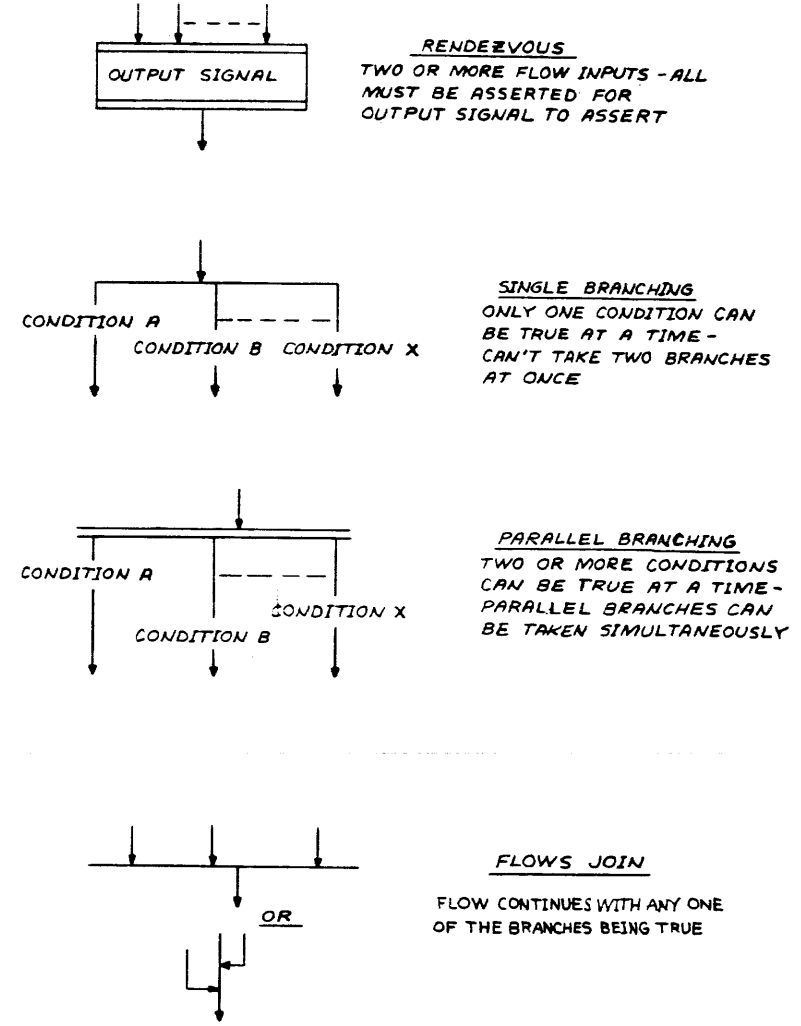 RENDEZVOUS
OUTPUT SIGNAL
TWO OR MORE FLOW INPUTS - ALL
MUST BE ASSERTED FOR
OUTPUT SIGNAL TO ASSERT
SINGLE BRANCHING
ONLY ONE CONDITION CAN
BE TRUE AT A TIME -
CAN'T TAKE TWO BRANCHES
AT ONCE
CONDITION A
CONDITION B CONDITION X
PARALLEL BRANCHING
TWO OR MORE CONDITIONS
CAN BE TRUE AT A TIME -
PARALLEL BRANCHES CAN
BE TAKEN SIMULTANEOUSLY
CONDITION A
CONDITION X
CONDITION B
FLOWS JOIN
FLOW CONTINUES WITH ANY ONE
OF THE BRANCHES BEING TRUE
OR